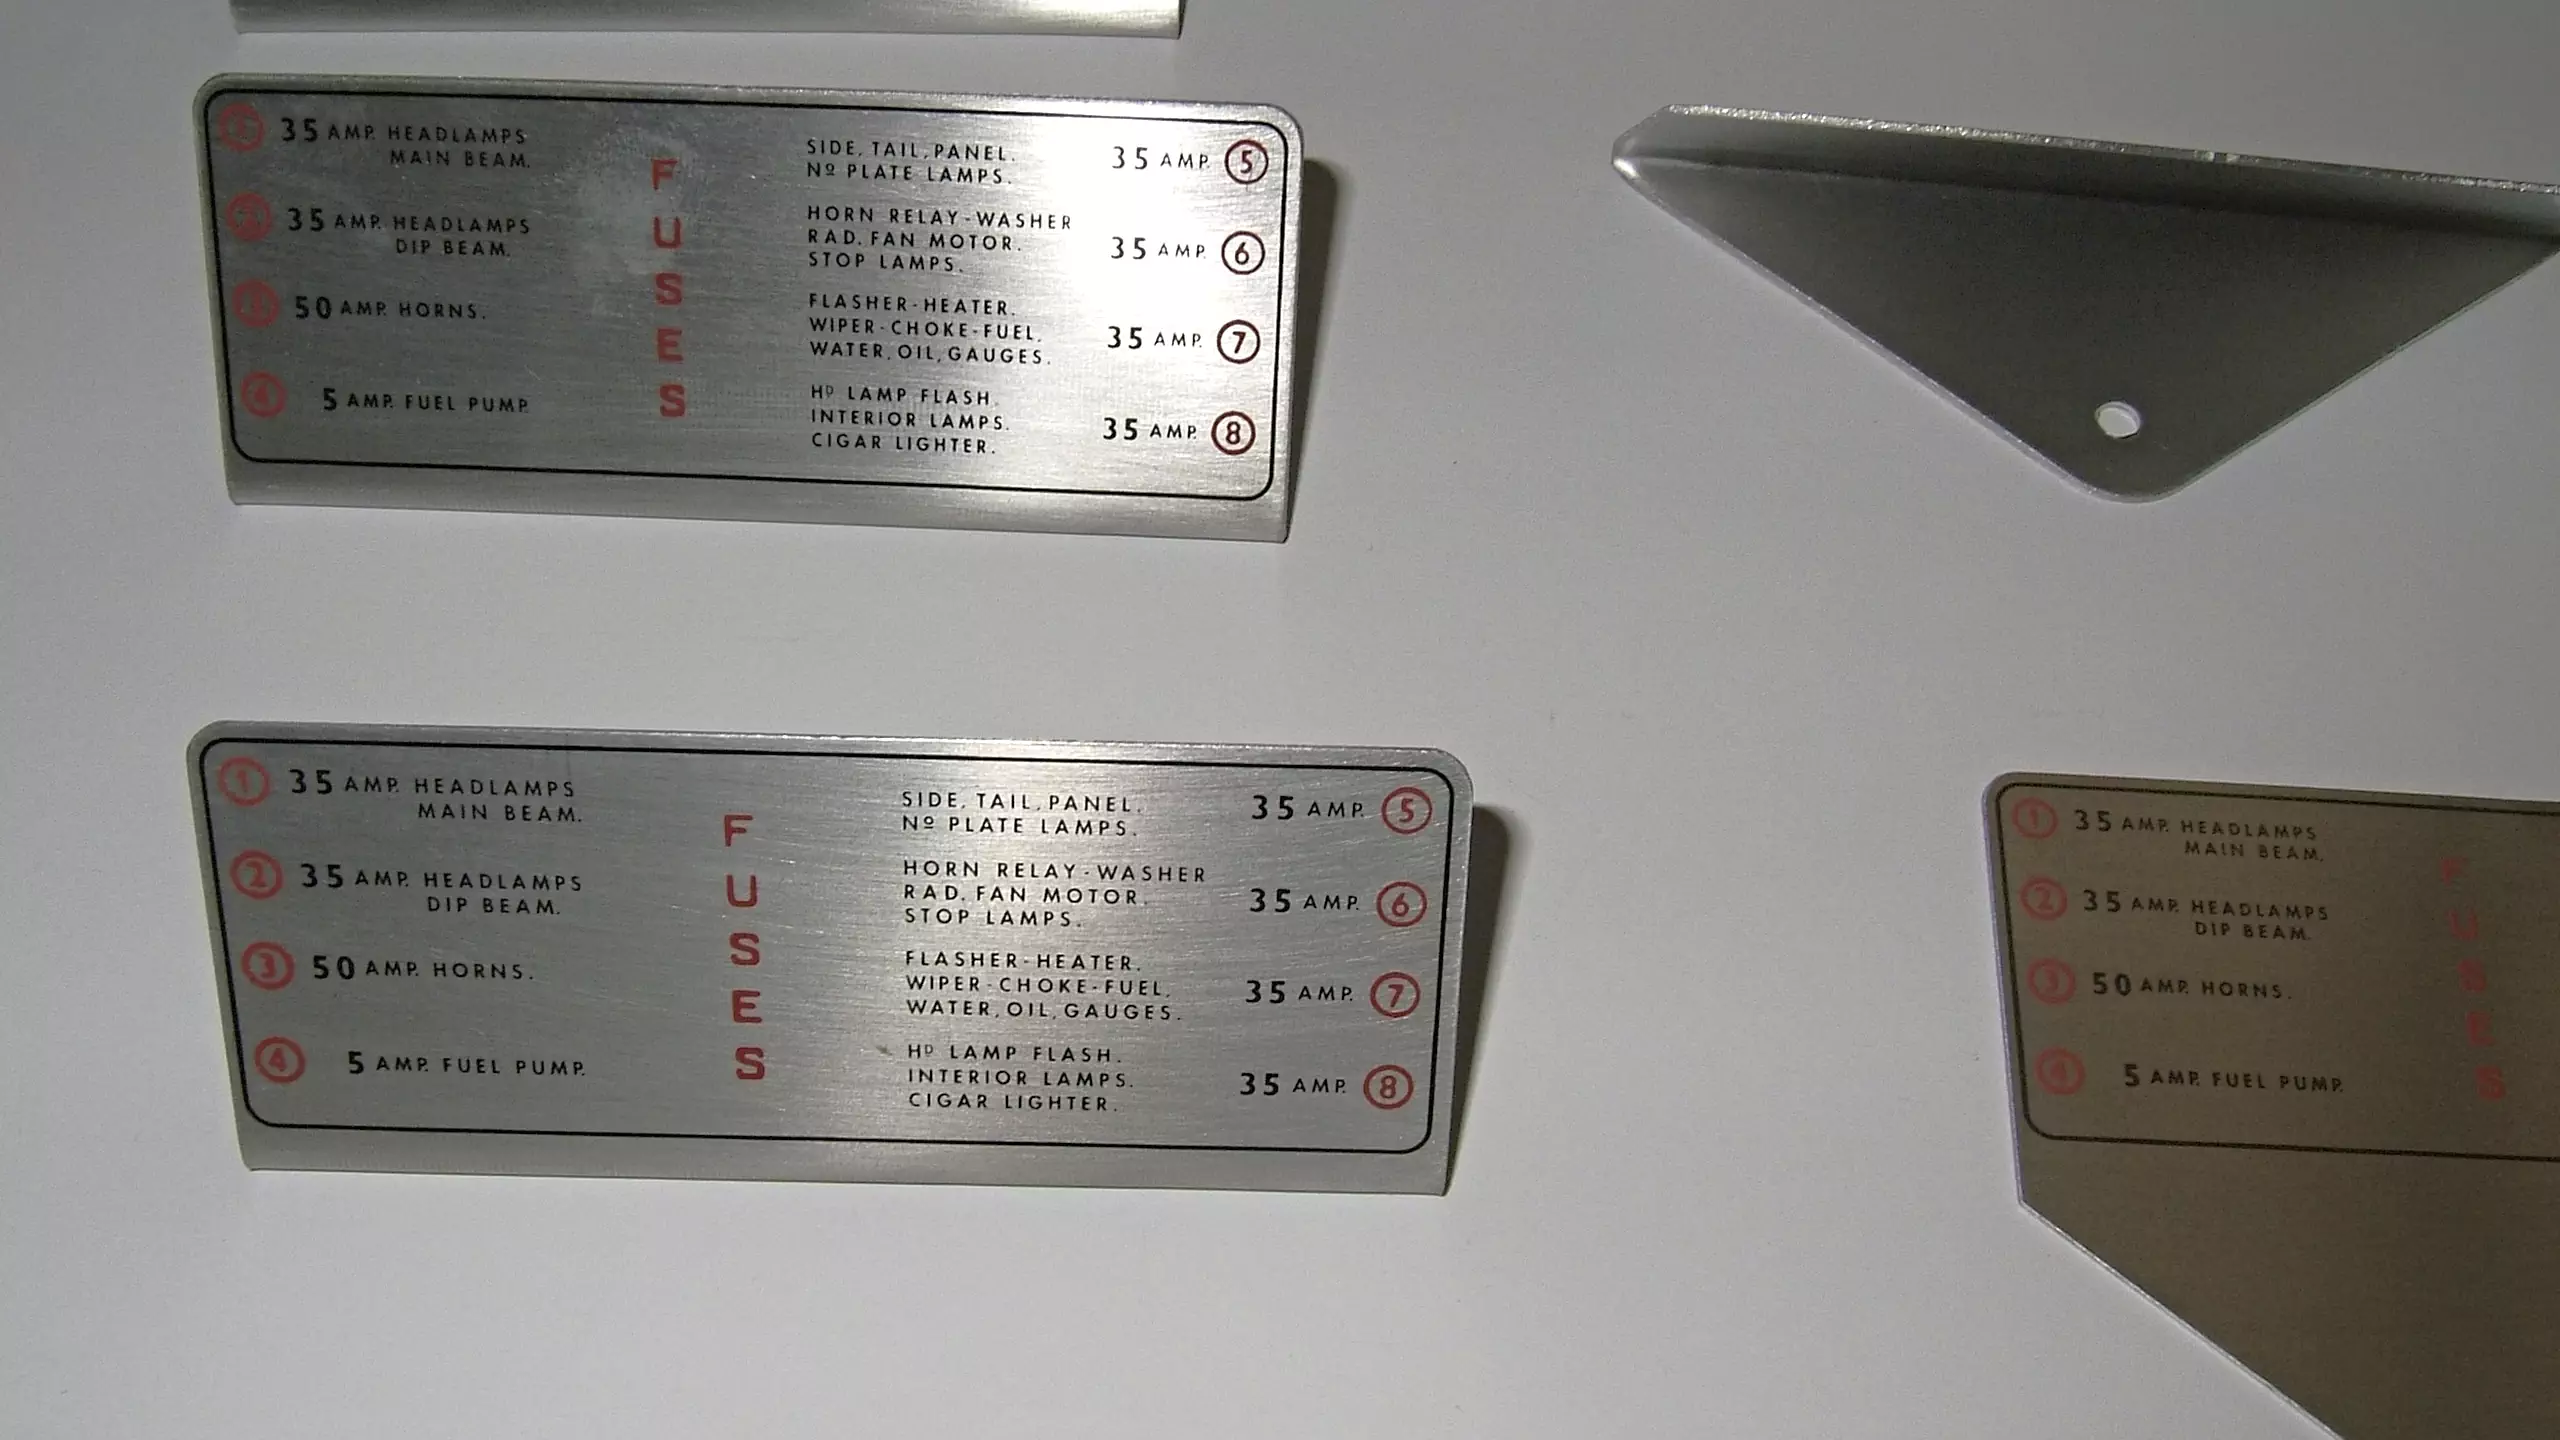 1 35 AMP. HEADLAMPS
MAIN BEAM.
2 35 AMP. HEADLAMPS
DIP BEAM.
3 50 AMP. HORNS.
4 5 AMP. FUEL PUMP.
FUSES
SIDE, TAIL, PANEL.
Nº PLATE LAMPS. 35 AMP. 5
HORN RELAY-WASHER
RAD. FAN MOTOR. 35 AMP. 6
STOP LAMPS.
FLASHER-HEATER.
WIPER-CHOKE-FUEL, 35 AMP. 7
WATER, OIL, GAUGES.
Hᴰ LAMP FLASH.
INTERIOR LAMPS. 35 AMP. 8
CIGAR LIGHTER.
1 35 AMP. HEADLAMPS
MAIN BEAM.
2 35 AMP. HEADLAMPS
DIP BEAM.
3 50 AMP. HORNS.
4 5 AMP. FUEL PUMP.
FUSES
SIDE, TAIL, PANEL. 35 AMP. 5
Nº PLATE LAMPS.
HORN RELAY-WASHER
RAD. FAN MOTOR. 35 AMP. 6
STOP LAMPS.
FLASHER-HEATER.
WIPER-CHOKE-FUEL, 35 AMP. 7
WATER, OIL, GAUGES.
Hᴰ LAMP FLASH.
INTERIOR LAMPS. 35 AMP. 8
CIGAR LIGHTER.
1 35 AMP. HEADLAMPS
MAIN BEAM.
2 35 AMP. HEADLAMPS
DIP BEAM.
3 50 AMP. HORNS.
4 5 AMP. FUEL PUMP.
FUSES